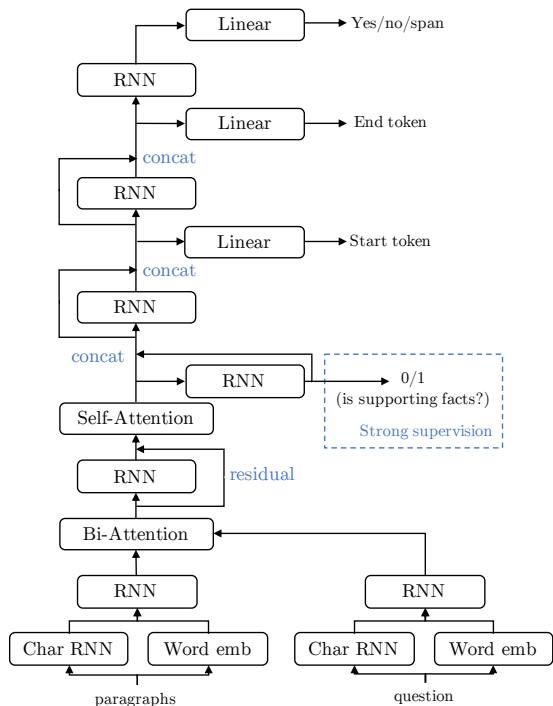 Linear
Yes/no/span
RNN
Linear
End token
concat
RNN
Linear
Start token
concat
RNN
concat
RNN
0/1
(is supporting facts?)
Strong supervision
Self-Attention
RNN
residual
Bi-Attention
RNN
RNN
Char RNN
Word emb
Char RNN
Word emb
paragraphs
question